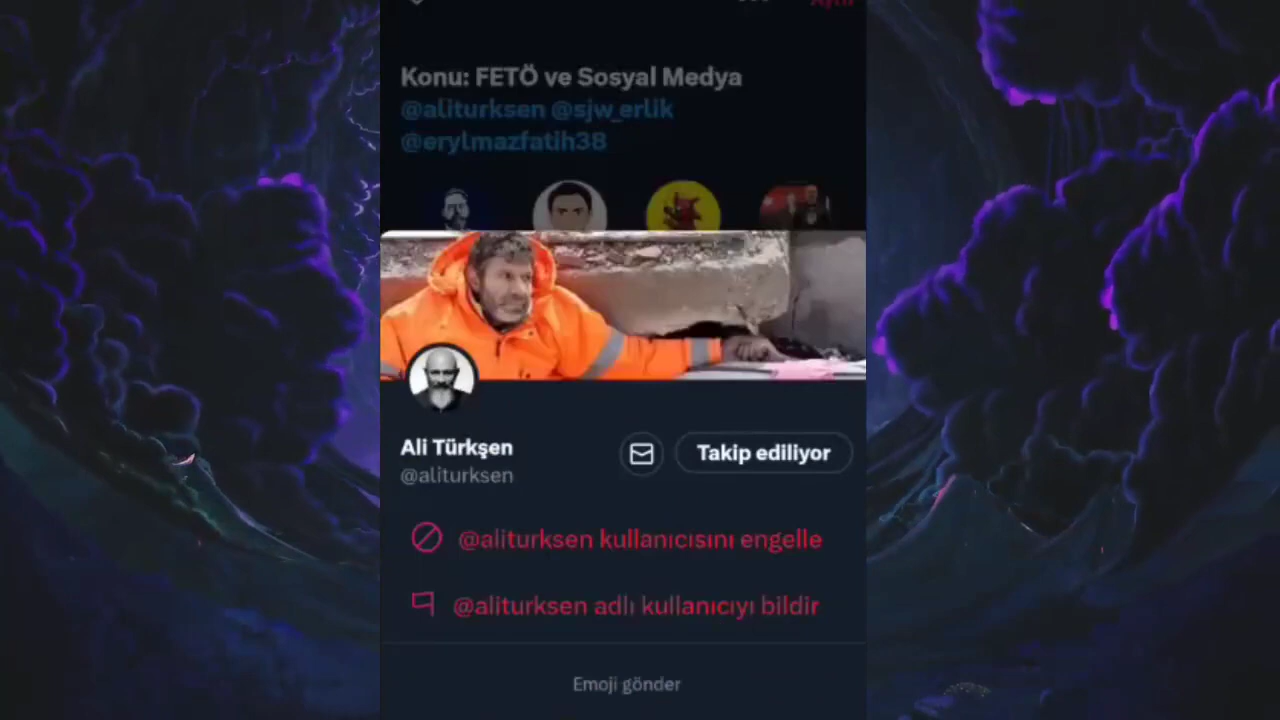 Konu: FETÖ ve Sosyal Medya
@aliturksen @sjw_erlik
@erylmazfatih38
Ali Türkşen
@aliturksen
Takip ediliyor
@aliturksen kullanıcısını engelle
@aliturksen adlı kullanıcıyı bildir
Emoji gönder